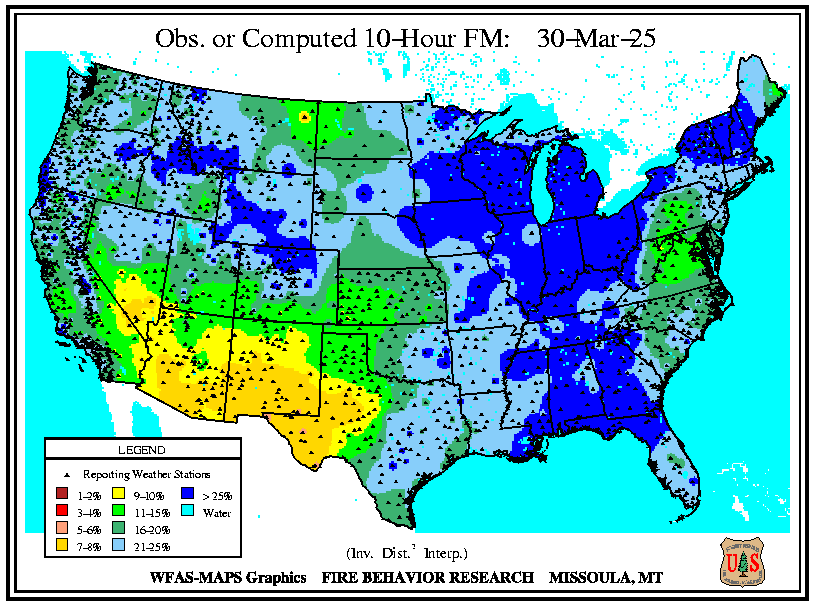 Obs. or Computed 10-Hour FM: 30-Mar-25
LEGEND
Reporting Weather Stations
1-2% 9-10% > 25%
3-4% 11-15% Water
5-6% 16-20%
7-8% 21-25%
(Inv. Dist.² Interp.)
WFAS-MAPS Graphics FIRE BEHAVIOR RESEARCH MISSOULA, MT
U S